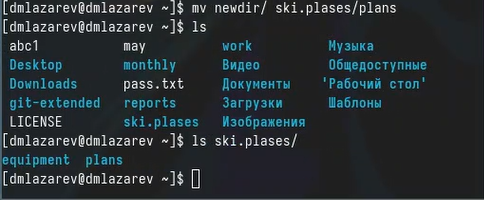 [dmlazarev@dmlazarev ~]$ mv newdir/ ski.plases/plans
[dmlazarev@dmlazarev ~]$ ls
abc1 may work Музыка
Desktop monthly Видео Общедоступные
Downloads pass.txt Документы 'Рабочий стол'
git-extended reports Загрузки Шаблоны
LICENSE ski.plases Изображения
[dmlazarev@dmlazarev ~]$ ls ski.plases/
equipment plans
[dmlazarev@dmlazarev ~]$